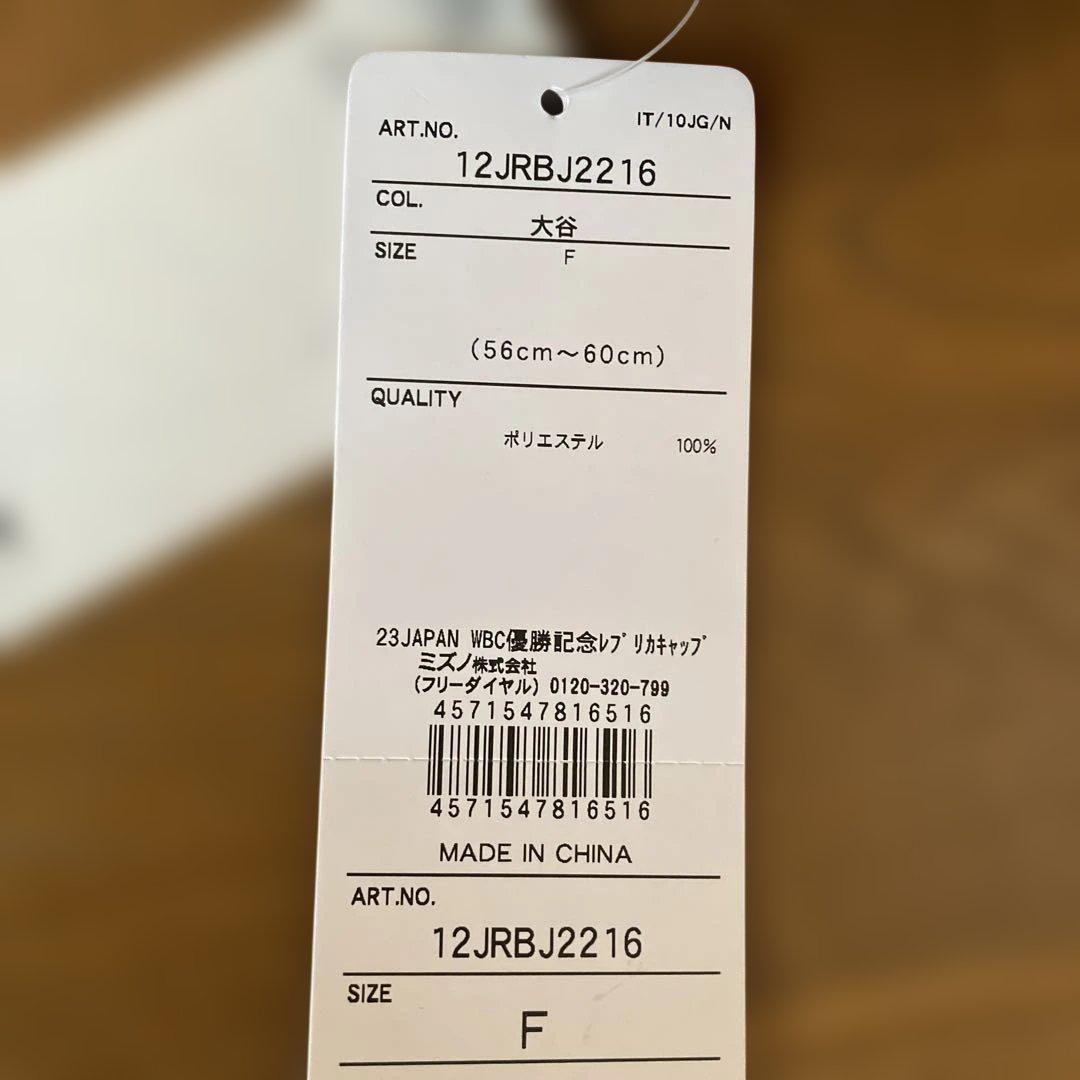 IT/10JG/N
ART.NO.
12JRBJ2216
COL.
大谷
SIZE
F
(56cm～60cm)
QUALITY
ポリエステル 100%
23JAPAN WBC優勝記念ﾚﾌﾟﾘｶｷｬｯﾌﾟ
ミズノ株式会社
(フリーダイヤル) 0120-320-799
4571547816516
4571547816516
MADE IN CHINA
ART.NO.
12JRBJ2216
SIZE
F